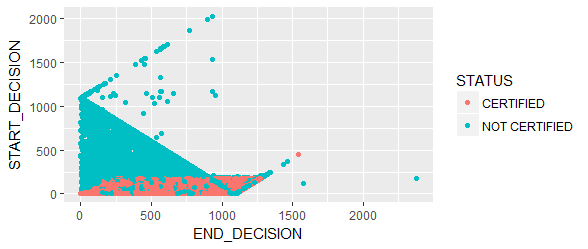 2000
1500
1000
500
0
START_DECISION
0 500 1000 1500 2000
END_DECISION
STATUS
CERTIFIED
NOT CERTIFIED